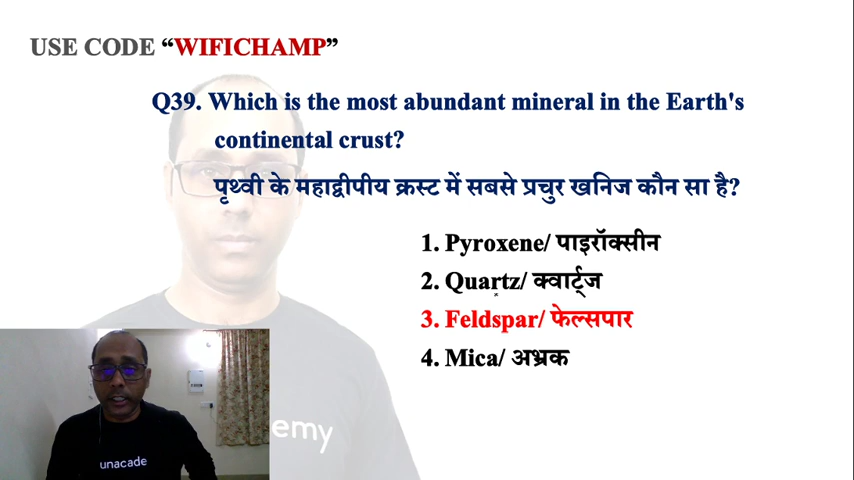 USE CODE “WIFICHAMP”
Q39. Which is the most abundant mineral in the Earth's
continental crust?
पृथ्वी के महाद्वीपीय क्रस्ट में सबसे प्रचुर खनिज कौन सा है?
1. Pyroxene/ पाइरॉक्सीन
2. Quartz/ क्वार्ट्ज
3. Feldspar/ फेल्सपार
4. Mica/ अभ्रक
emy
unacade